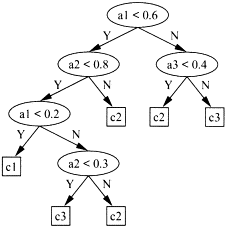 a1 < 0.6
Y N
a2 < 0.8 a3 < 0.4
Y N Y N
a1 < 0.2 c2 c2 c3
Y N
c1 a2 < 0.3
Y N
c3 c2